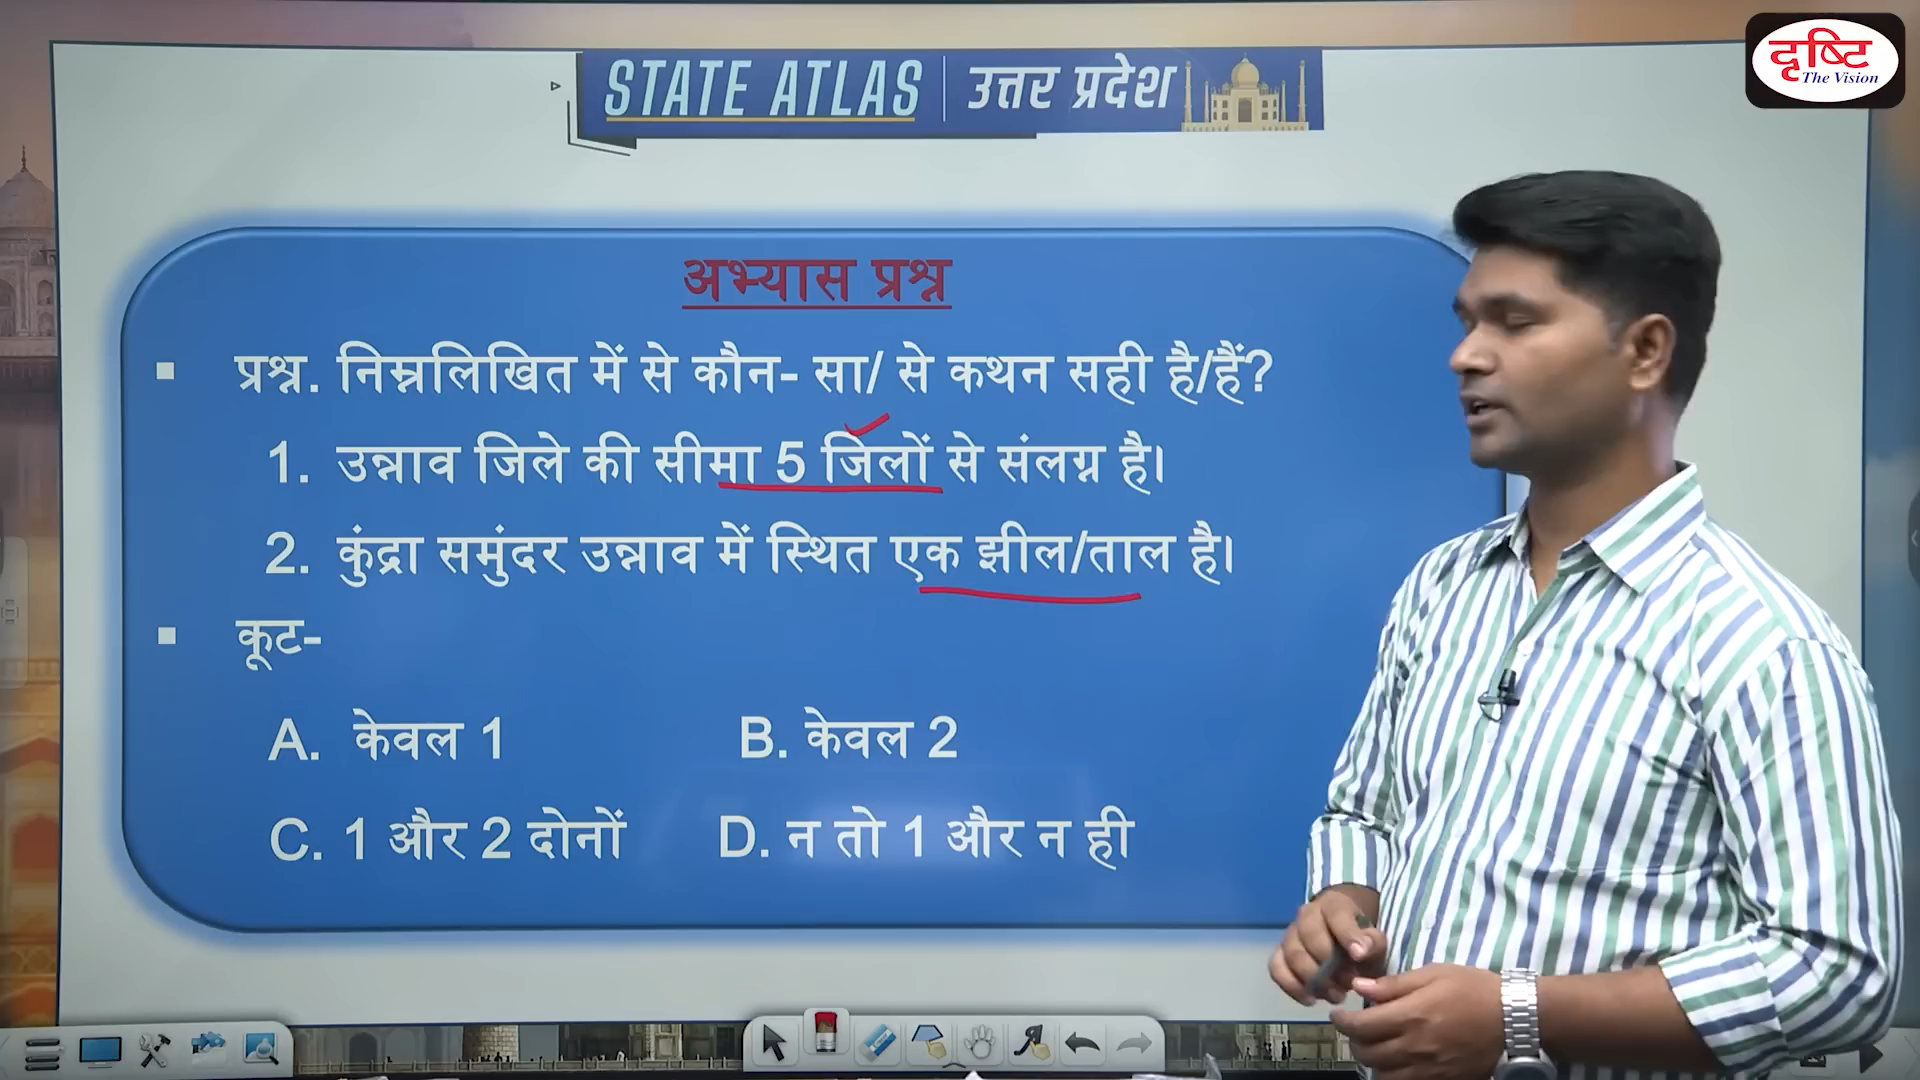 दृष्टि
The Vision
STATE ATLAS उत्तर प्रदेश
अभ्यास प्रश्न
प्रश्न. निम्नलिखित में से कौन- सा/ से कथन सही है/हैं?
1. उन्नाव जिले की सीमा 5 जिलों से संलग्न है।
2. कुंद्रा समुंदर उन्नाव में स्थित एक झील/ताल है।
कूट-
A. केवल 1 B. केवल 2
C. 1 और 2 दोनों D. न तो 1 और न ही